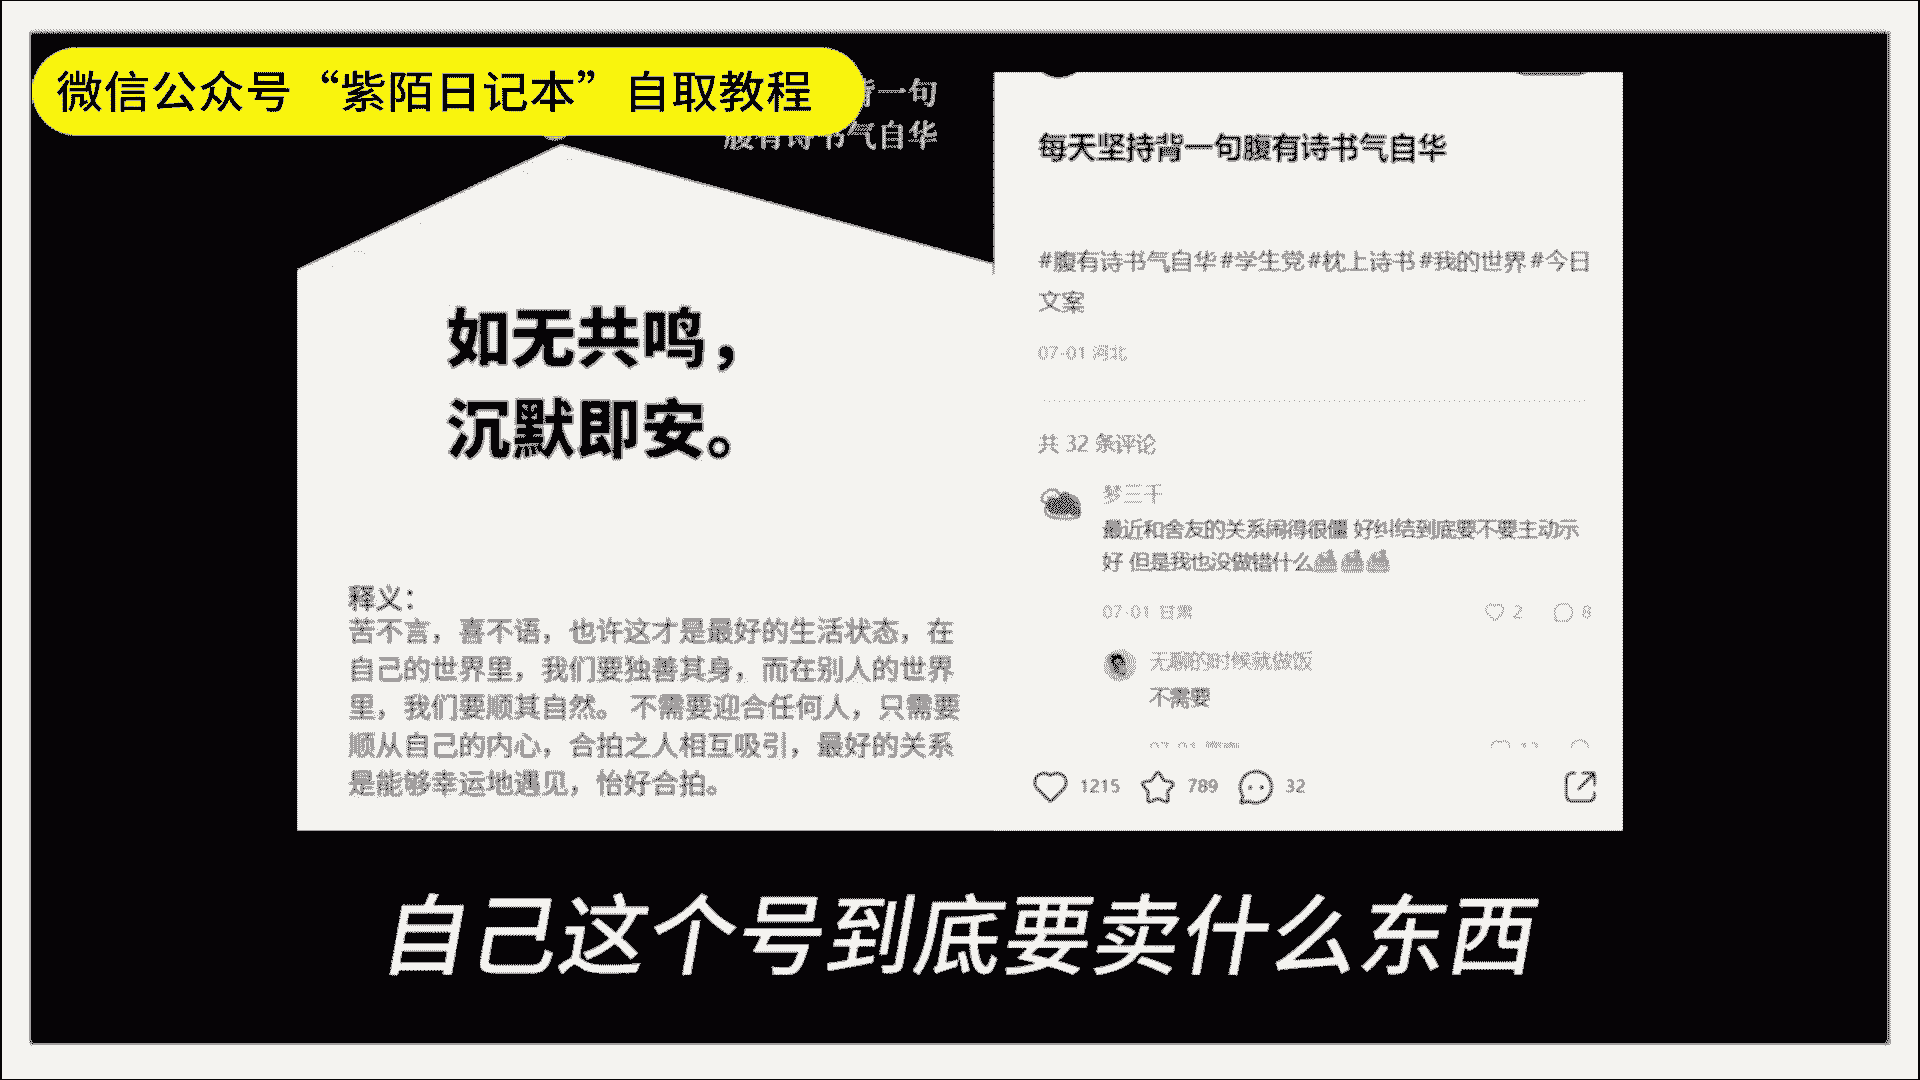 微信公众号“紫陌日记本”自取教程
背一句
腹有诗书气自华
如无共鸣，
沉默即安。
释义：
苦不言，喜不语，也许这才是最好的生活状态，在
自己的世界里，我们要独善其身，而在别人的世界
里，我们要顺其自然。 不需要迎合任何人，只需要
顺从自己的内心，合拍之人相互吸引，最好的关系
是能够幸运地遇见，恰好合拍。
每天坚持背一句腹有诗书气自华
#腹有诗书气自华 #学生党 #枕上诗书 #我的世界 #今日
文案
07-01 河北
共 32 条评论
梦三千
最近和舍友的关系闹得很僵 好纠结到底要不要主动示
好 但是我也没做错什么
07-01 甘肃
2 8
无聊的时候就做饭
不需要
1215 789 32
自己这个号到底要卖什么东西